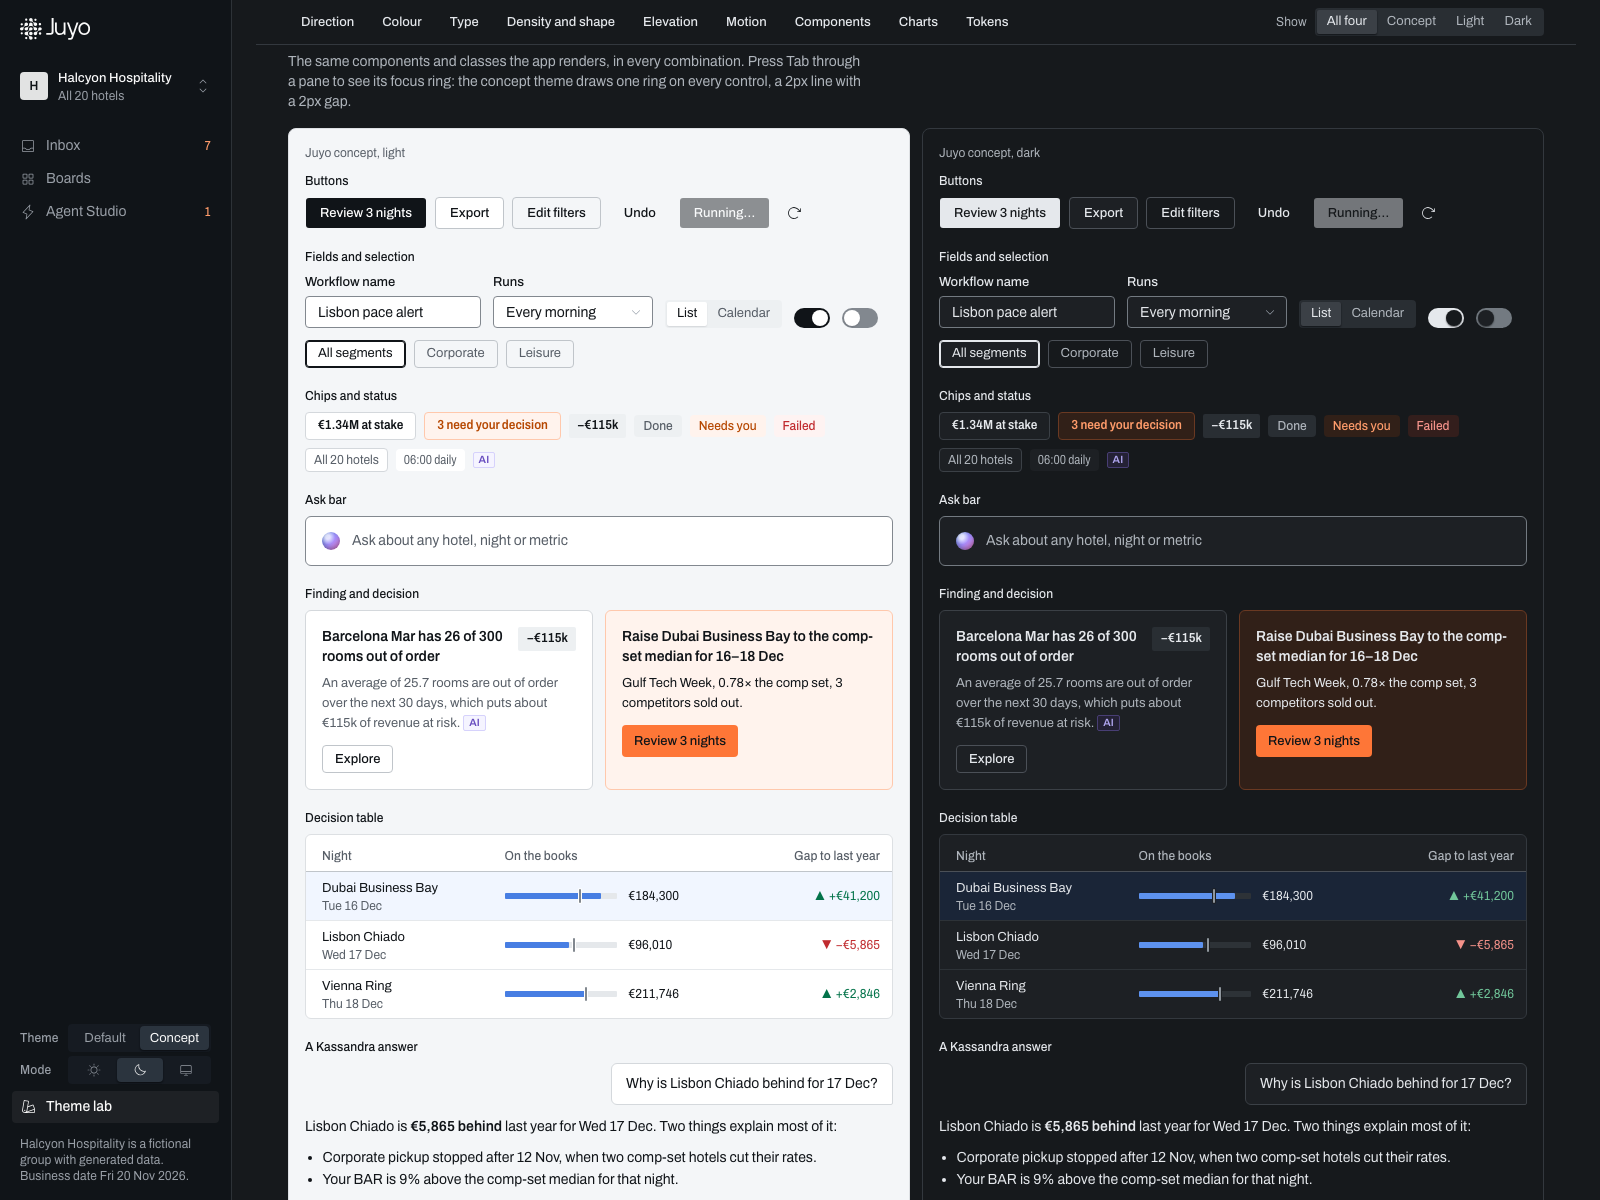 Juyo
H
Halcyon Hospitality
All 20 hotels
Inbox 7
Boards
Agent Studio 1
Theme Default Concept
Mode
Theme lab
Halcyon Hospitality is a fictional
group with generated data.
Business date Fri 20 Nov 2026.
Direction Colour Type Density and shape Elevation Motion Components Charts Tokens
Show All four Concept Light Dark
The same components and classes the app renders, in every combination. Press Tab through
a pane to see its focus ring: the concept theme draws one ring on every control, a 2px line with
a 2px gap.
Juyo concept, light
Buttons
Review 3 nights Export Edit filters Undo Running...
Fields and selection
Workflow name Runs
Lisbon pace alert Every morning List Calendar
All segments Corporate Leisure
Chips and status
€1.34M at stake 3 need your decision −€115k Done Needs you Failed
All 20 hotels 06:00 daily AI
Ask bar
Ask about any hotel, night or metric
Finding and decision
Barcelona Mar has 26 of 300
rooms out of order
−€115k
An average of 25.7 rooms are out of order
over the next 30 days, which puts about
€115k of revenue at risk. AI
Explore
Raise Dubai Business Bay to the comp-
set median for 16–18 Dec
Gulf Tech Week, 0.78× the comp set, 3
competitors sold out.
Review 3 nights
Decision table
Night On the books Gap to last year
Dubai Business Bay
Tue 16 Dec
€184,300 ▲ +€41,200
Lisbon Chiado
Wed 17 Dec
€96,010 ▼ −€5,865
Vienna Ring
Thu 18 Dec
€211,746 ▲ +€2,846
A Kassandra answer
Why is Lisbon Chiado behind for 17 Dec?
Lisbon Chiado is €5,865 behind last year for Wed 17 Dec. Two things explain most of it:
• Corporate pickup stopped after 12 Nov, when two comp-set hotels cut their rates.
• Your BAR is 9% above the comp-set median for that night.
Juyo concept, dark
Buttons
Review 3 nights Export Edit filters Undo Running...
Fields and selection
Workflow name Runs
Lisbon pace alert Every morning List Calendar
All segments Corporate Leisure
Chips and status
€1.34M at stake 3 need your decision −€115k Done Needs you Failed
All 20 hotels 06:00 daily AI
Ask bar
Ask about any hotel, night or metric
Finding and decision
Barcelona Mar has 26 of 300
rooms out of order
−€115k
An average of 25.7 rooms are out of order
over the next 30 days, which puts about
€115k of revenue at risk. AI
Explore
Raise Dubai Business Bay to the comp-
set median for 16–18 Dec
Gulf Tech Week, 0.78× the comp set, 3
competitors sold out.
Review 3 nights
Decision table
Night On the books Gap to last year
Dubai Business Bay
Tue 16 Dec
€184,300 ▲ +€41,200
Lisbon Chiado
Wed 17 Dec
€96,010 ▼ −€5,865
Vienna Ring
Thu 18 Dec
€211,746 ▲ +€2,846
A Kassandra answer
Why is Lisbon Chiado behind for 17 Dec?
Lisbon Chiado is €5,865 behind last year for Wed 17 Dec. Two things explain most of it:
• Corporate pickup stopped after 12 Nov, when two comp-set hotels cut their rates.
• Your BAR is 9% above the comp-set median for that night.